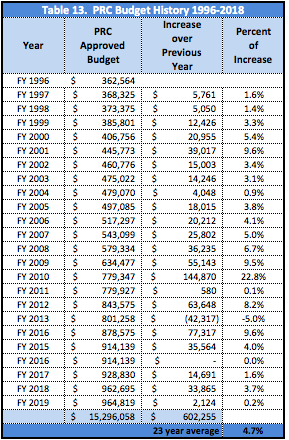 Table 13. PRC Budget History 1996-2018
Year PRC Approved Budget Increase over Previous Year Percent of Increase
FY 1996 $ 362,564
FY 1997 $ 368,325 $ 5,761 1.6%
FY 1998 $ 373,375 $ 5,050 1.4%
FY 1999 $ 385,801 $ 12,426 3.3%
FY 2000 $ 406,756 $ 20,955 5.4%
FY 2001 $ 445,773 $ 39,017 9.6%
FY 2002 $ 460,776 $ 15,003 3.4%
FY 2003 $ 475,022 $ 14,246 3.1%
FY 2004 $ 479,070 $ 4,048 0.9%
FY 2005 $ 497,085 $ 18,015 3.8%
FY 2006 $ 517,297 $ 20,212 4.1%
FY 2007 $ 543,099 $ 25,802 5.0%
FY 2008 $ 579,334 $ 36,235 6.7%
FY 2009 $ 634,477 $ 55,143 9.5%
FY 2010 $ 779,347 $ 144,870 22.8%
FY 2011 $ 779,927 $ 580 0.1%
FY 2012 $ 843,575 $ 63,648 8.2%
FY 2013 $ 801,258 $ (42,317) -5.0%
FY 2016 $ 878,575 $ 77,317 9.6%
FY 2015 $ 914,139 $ 35,564 4.0%
FY 2016 $ 914,139 $ - 0.0%
FY 2017 $ 928,830 $ 14,691 1.6%
FY 2018 $ 962,695 $ 33,865 3.7%
FY 2019 $ 964,819 $ 2,124 0.2%
$ 15,296,058 $ 602,255
23 year average 4.7%